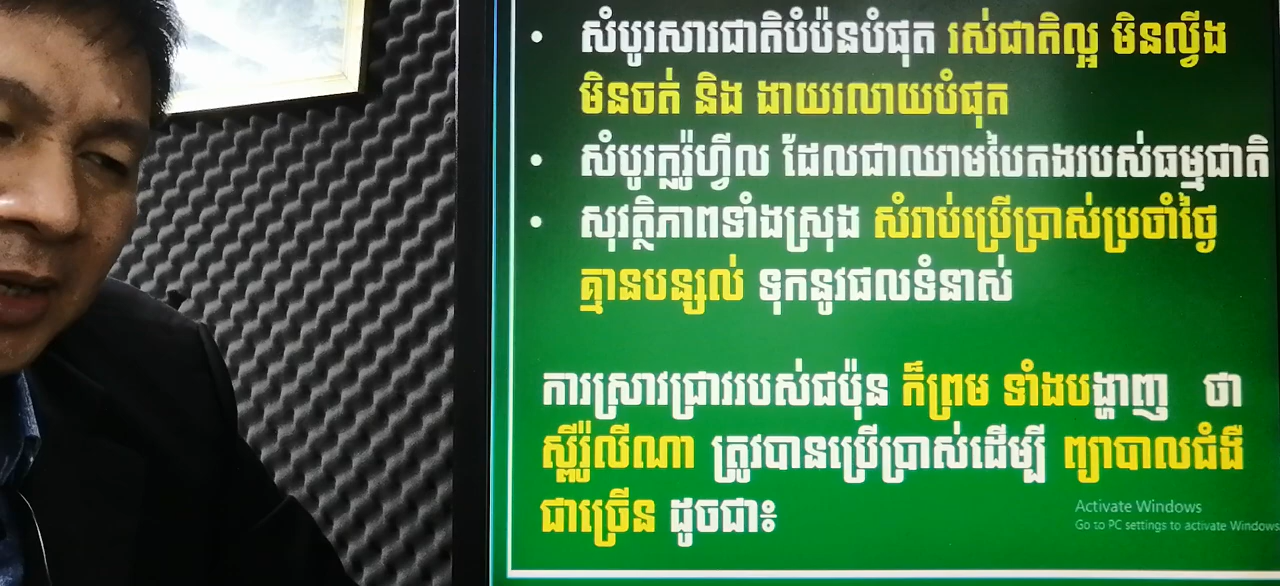 • សំបូរសារជាតិបំប៉នបំផុត រស់ជាតិល្អ មិនល្វីង
មិនចត់ និង ងាយរលាយបំផុត
• សំបូរក្លរ៉ូហ្វីល ដែលជាឈាមបៃតងរបស់ធម្មជាតិ
• សុវត្ថិភាពទាំងស្រុង សំរាប់ប្រើប្រាស់ប្រចាំថ្ងៃ
គ្មានបន្សល់ ទុកនូវផលទំនាស់
ការស្រាវជ្រាវរបស់ជប៉ុន ក៏ព្រម ទាំងបង្ហាញ ថា
ស្ពីរ៉ូលីណា ត្រូវបានប្រើប្រាស់ដើម្បី ព្យាបាលជំងឺ
ជាច្រើន ដូចជា៖
Activate Windows
Go to PC settings to activate Windows